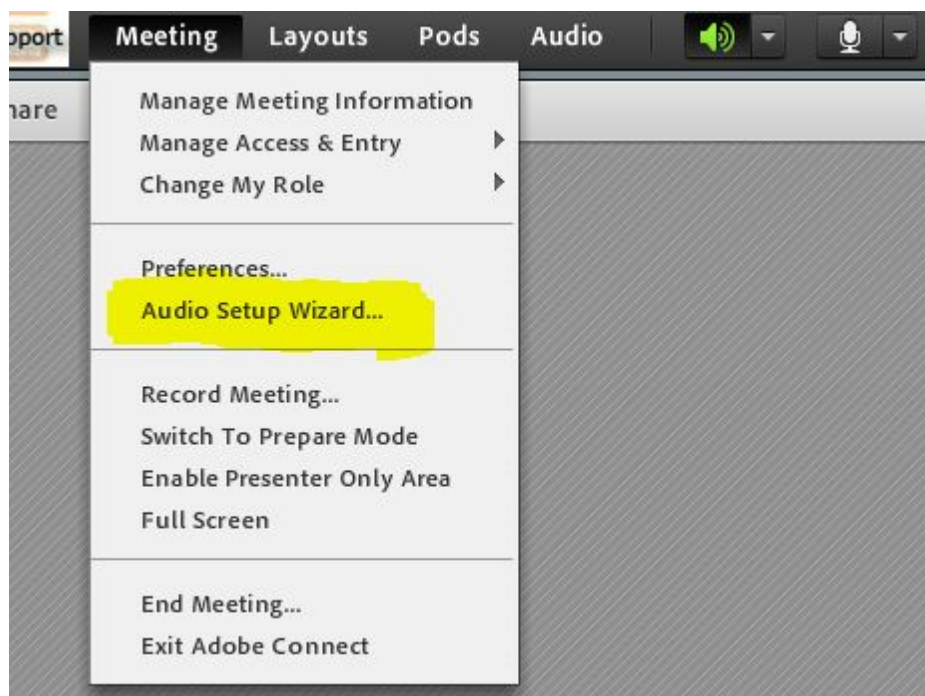 pport Meeting Layouts Pods Audio
hare
Manage Meeting Information
Manage Access & Entry
Change My Role
Preferences...
Audio Setup Wizard...
Record Meeting...
Switch To Prepare Mode
Enable Presenter Only Area
Full Screen
End Meeting...
Exit Adobe Connect